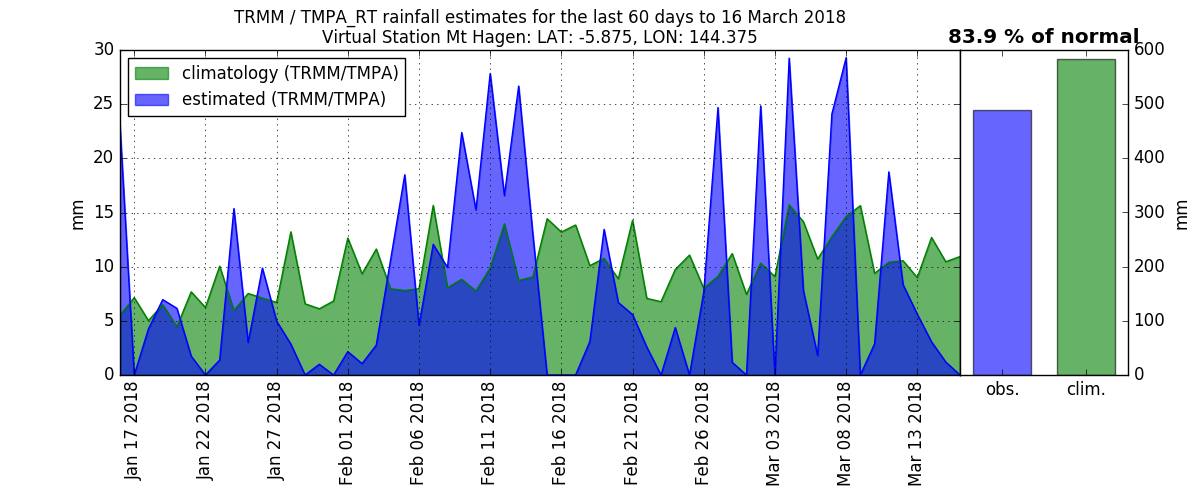 TRMM / TMPA_RT rainfall estimates for the last 60 days to 16 March 2018
Virtual Station Mt Hagen: LAT: -5.875, LON: 144.375
83.9 % of normal
climatology (TRMM/TMPA)
estimated (TRMM/TMPA)
30
25
20
15
10
5
0
mm
Jan 17 2018
Jan 22 2018
Jan 27 2018
Feb 01 2018
Feb 06 2018
Feb 11 2018
Feb 16 2018
Feb 21 2018
Feb 26 2018
Mar 03 2018
Mar 08 2018
Mar 13 2018
obs.
clim.
600
500
400
300
200
100
0
mm